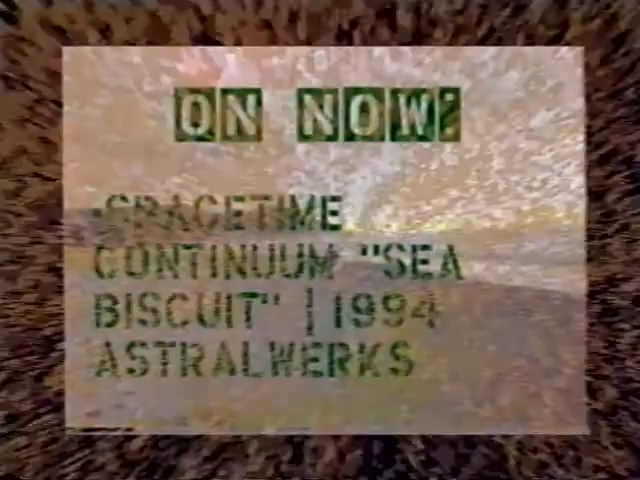 ON NOW:
SPACETIME
CONTINUUM "SEA
BISCUIT" | 1994
ASTRALWERKS